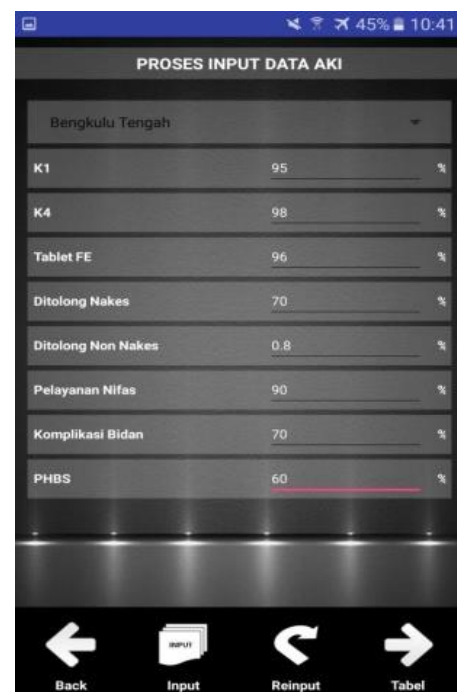 45% 10:41
PROSES INPUT DATA AKI
Bengkulu Tengah
K1 95 %
K4 98 %
Tablet FE 96 %
Ditolong Nakes 70 %
Ditolong Non Nakes 0.8 %
Pelayanan Nifas 90 %
Komplikasi Bidan 70 %
PHBS 60 %
INPUT
Back Input Reinput Tabel